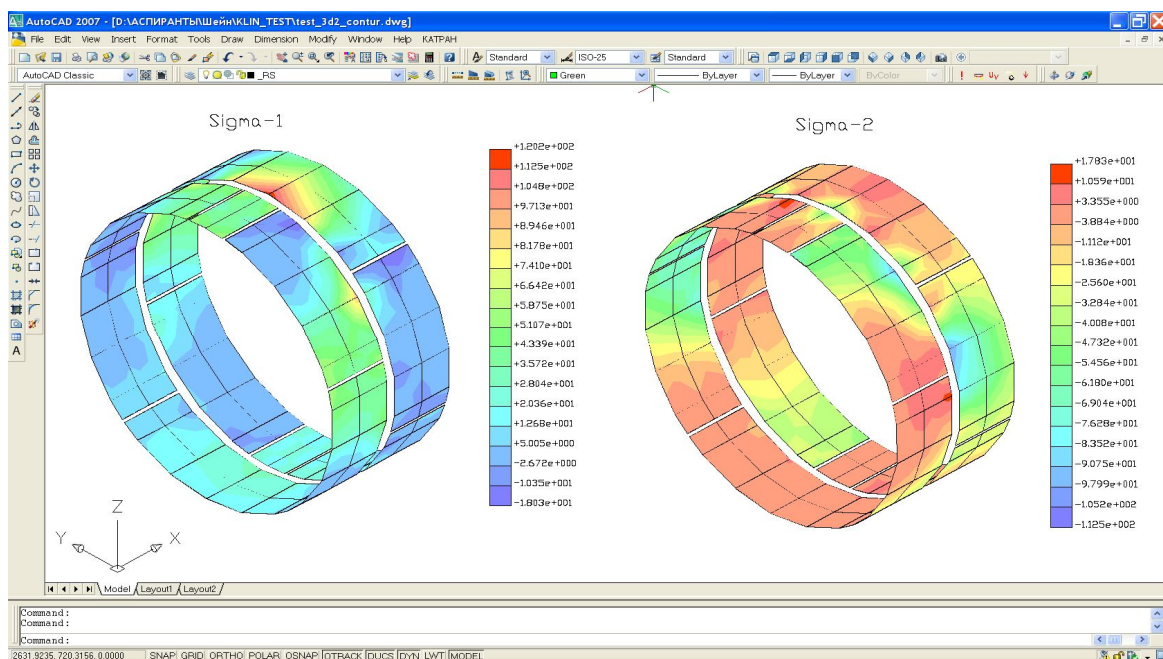 AutoCAD 2007 - [D:\АСПИРАНТЫ\Шейн\KLIN_TEST\test_3d2_contur.dwg]
File Edit View Insert Format Tools Draw Dimension Modify Window Help КАТРАН
Standard ISO-25 Standard
AutoCAD Classic _RS Green ByLayer ByLayer ByColor
Sigma-1
+1.202e+002
+1.125e+002
+1.048e+002
+9.713e+001
+8.946e+001
+8.178e+001
+7.410e+001
+6.642e+001
+5.875e+001
+5.107e+001
+4.339e+001
+3.572e+001
+2.804e+001
+2.036e+001
+1.268e+001
+5.005e+000
-2.672e+000
-1.035e+001
-1.803e+001
Sigma-2
+1.783e+001
+1.059e+001
+3.355e+000
-3.884e+000
-1.112e+001
-1.836e+001
-2.560e+001
-3.284e+001
-4.008e+001
-4.732e+001
-5.456e+001
-6.180e+001
-6.904e+001
-7.628e+001
-8.352e+001
-9.075e+001
-9.799e+001
-1.052e+002
-1.125e+002
Z
Y X
Model Layout1 Layout2
Command:
Command:
Command:
2631.9235, 720.3156, 0.0000 SNAP GRID ORTHO POLAR OSNAP OTRACK DUCS DYN LWT MODEL